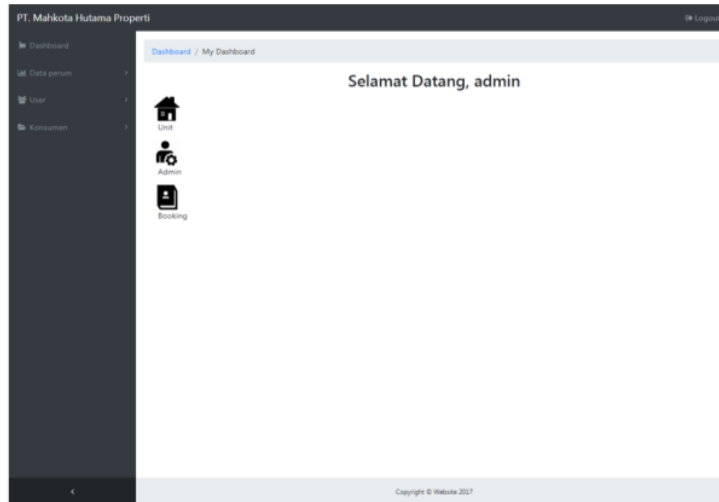 PT. Mahkota Hutama Properti
Logout
Dashboard
Data perum
User
Konsumen
Dashboard / My Dashboard
Selamat Datang, admin
Unit
Admin
Booking
Copyright © Website 2017